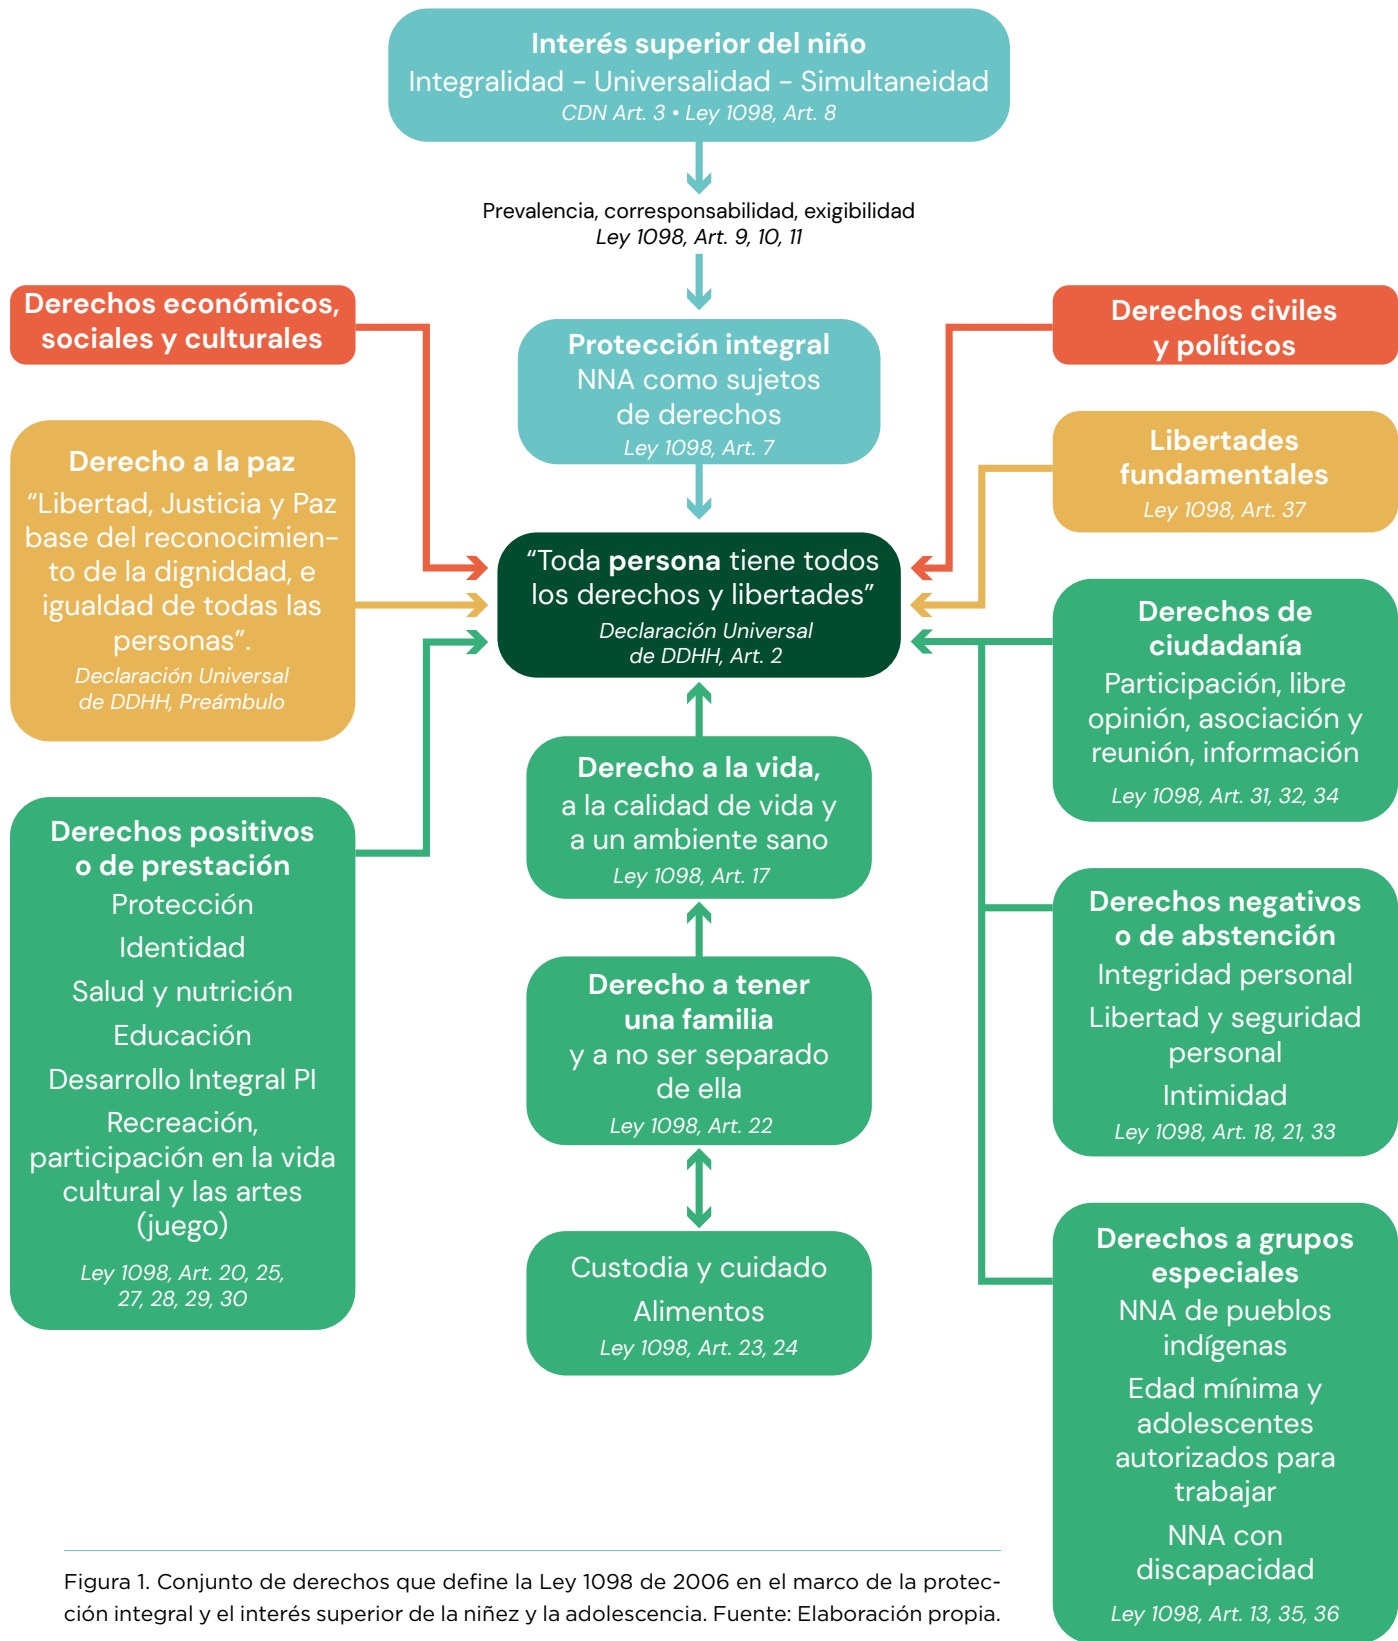 Interés superior del niño
Integralidad - Universalidad - Simultaneidad
CDN Art. 3 • Ley 1098, Art. 8
Prevalencia, corresponsabilidad, exigibilidad
Ley 1098, Art. 9, 10, 11
Protección integral
NNA como sujetos
de derechos
Ley 1098, Art. 7
Derechos económicos,
sociales y culturales
Derecho a la paz
“Libertad, Justicia y Paz
base del reconocimien-
to de la digniddad, e
igualdad de todas las
personas”.
Declaración Universal
de DDHH, Preámbulo
Derechos positivos
o de prestación
Protección
Identidad
Salud y nutrición
Educación
Desarrollo Integral PI
Recreación,
participación en la vida
cultural y las artes
(juego)
Ley 1098, Art. 20, 25,
27, 28, 29, 30
“Toda persona tiene todos
los derechos y libertades”
Declaración Universal
de DDHH, Art. 2
Derecho a la vida,
a la calidad de vida y
a un ambiente sano
Ley 1098, Art. 17
Derecho a tener
una familia
y a no ser separado
de ella
Ley 1098, Art. 22
Custodia y cuidado
Alimentos
Ley 1098, Art. 23, 24
Derechos civiles
y políticos
Libertades
fundamentales
Ley 1098, Art. 37
Derechos de
ciudadanía
Participación, libre
opinión, asociación y
reunión, información
Ley 1098, Art. 31, 32, 34
Derechos negativos
o de abstención
Integridad personal
Libertad y seguridad
personal
Intimidad
Ley 1098, Art. 18, 21, 33
Derechos a grupos
especiales
NNA de pueblos
indígenas
Edad mínima y
adolescentes
autorizados para
trabajar
NNA con
discapacidad
Ley 1098, Art. 13, 35, 36
Figura 1. Conjunto de derechos que define la Ley 1098 de 2006 en el marco de la protec-
ción integral y el interés superior de la niñez y la adolescencia. Fuente: Elaboración propia.